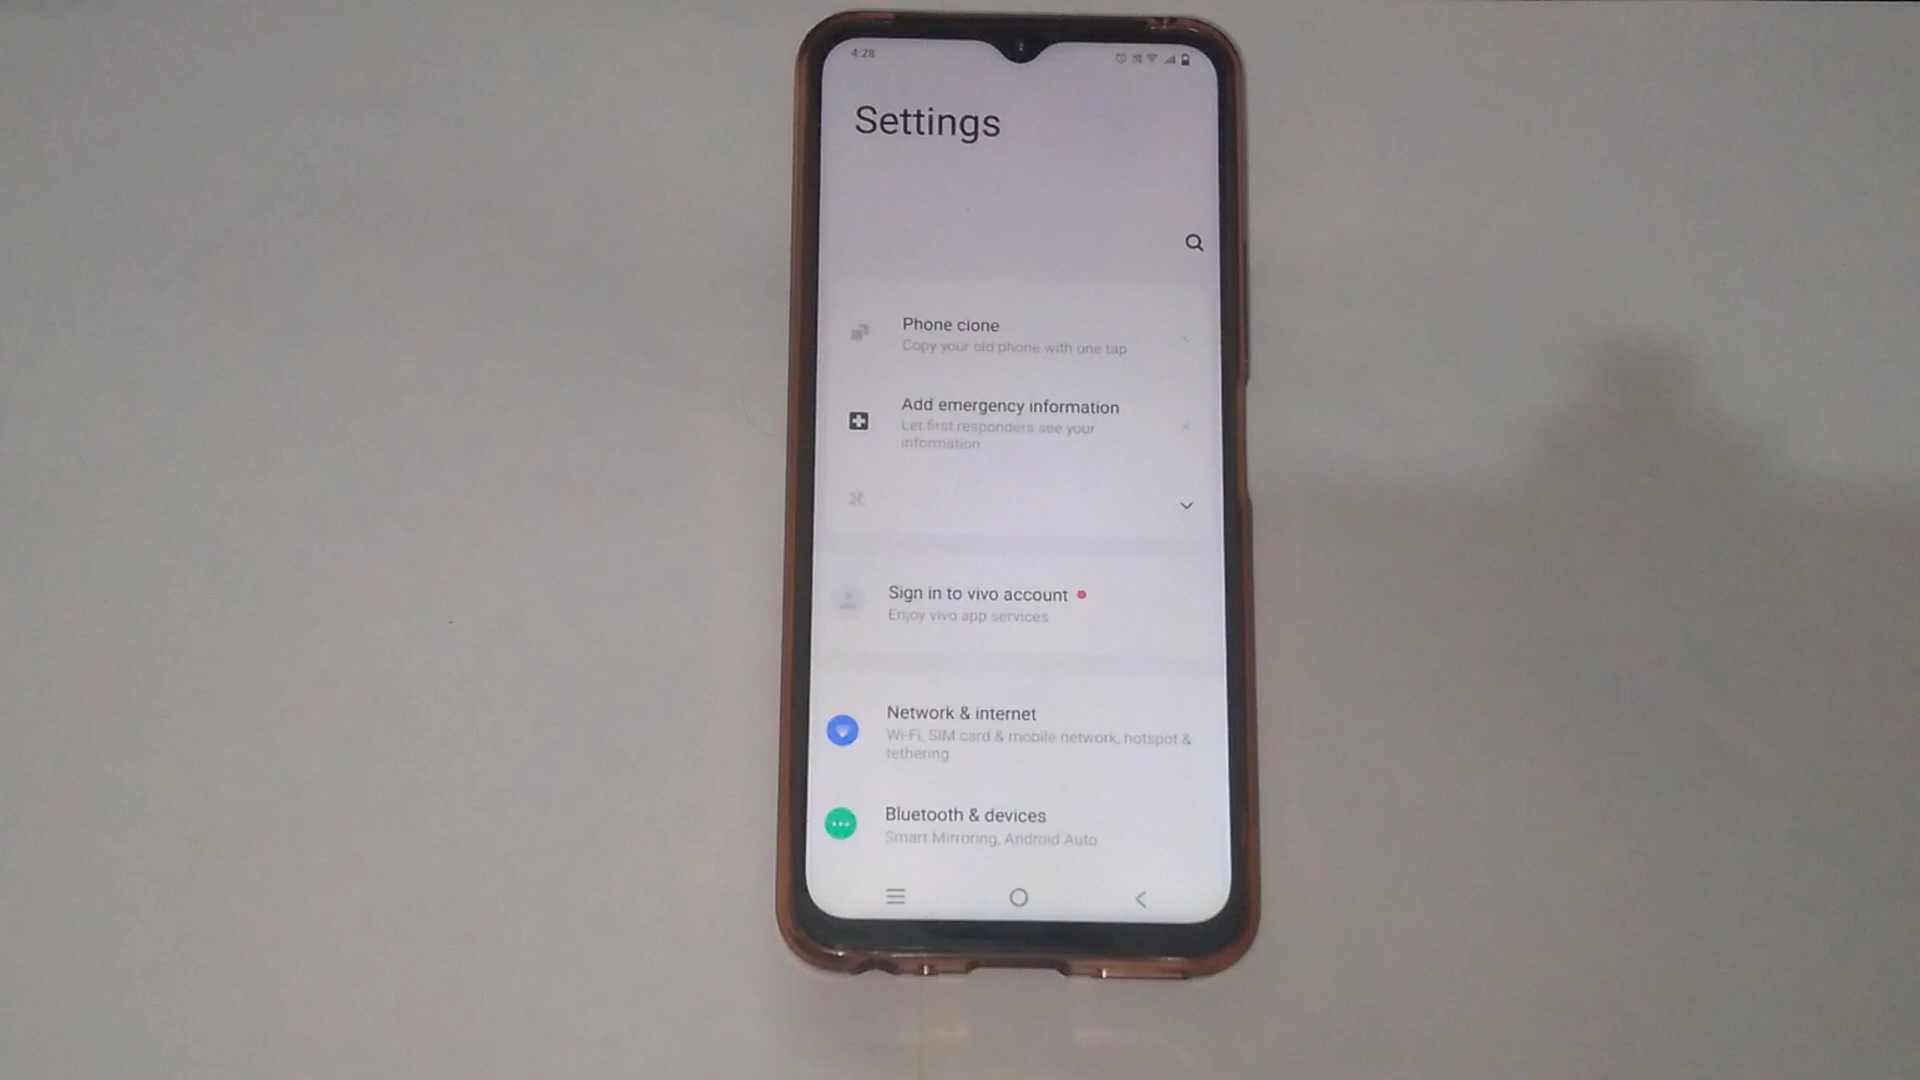 4:28
Settings
Phone clone
Copy your old phone with one tap
Add emergency information
Let first responders see your
information
Sign in to vivo account
Enjoy vivo app services
Network & internet
Wi-Fi, SIM card & mobile network, hotspot &
tethering
Bluetooth & devices
Smart Mirroring, Android Auto